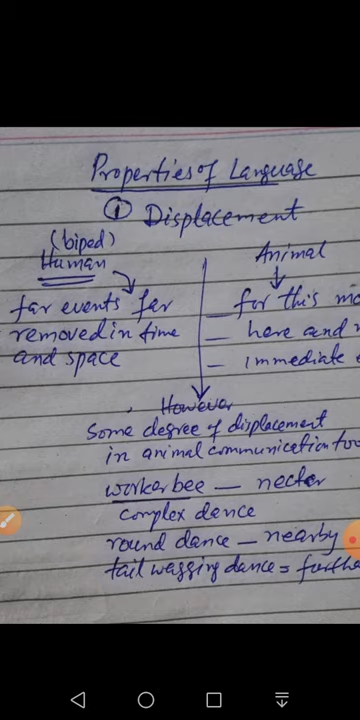 Properties of Language
① Displacement
(biped)
Human
Animal
far events far
removed in time
and space
for this
— here and
— immediate
However
Some degree of displacement
in animal communication too
worker bee — necter
complex dance
round dance — nearby
tail wagging dance =